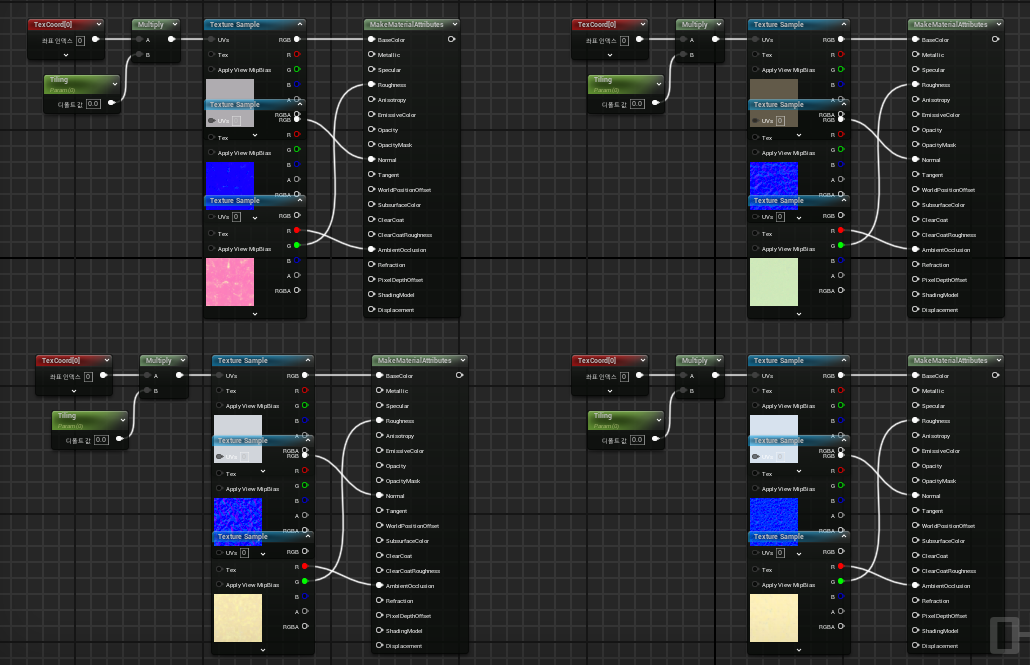 TexCoord[0]
좌표 인덱스 0
Multiply
A
B
Tiling
Param (0)
디폴트 값 0.0
Texture Sample
UVs
RGB
Tex
R
Apply View MipBias
G
B
A
RGBA
Texture Sample
UVs
RGB
Tex
R
Apply View MipBias
G
B
A
RGBA
Texture Sample
UVs 0
RGB
Tex
R
Apply View MipBias
G
B
A
RGBA
MakeMaterialAttributes
BaseColor
Metallic
Specular
Roughness
Anisotropy
EmissiveColor
Opacity
OpacityMask
Normal
Tangent
WorldPositionOffset
SubsurfaceColor
ClearCoat
ClearCoatRoughness
AmbientOcclusion
Refraction
PixelDepthOffset
ShadingModel
Displacement
TexCoord[0]
좌표 인덱스 0
Multiply
A
B
Tiling
Param (0)
디폴트 값 0.0
Texture Sample
UVs
RGB
Tex
R
Apply View MipBias
G
B
A
RGBA
Texture Sample
UVs 0
RGB
Tex
R
Apply View MipBias
G
B
A
RGBA
Texture Sample
UVs 0
RGB
Tex
R
Apply View MipBias
G
B
A
RGBA
MakeMaterialAttributes
BaseColor
Metallic
Specular
Roughness
Anisotropy
EmissiveColor
Opacity
OpacityMask
Normal
Tangent
WorldPositionOffset
SubsurfaceColor
ClearCoat
ClearCoatRoughness
AmbientOcclusion
Refraction
PixelDepthOffset
ShadingModel
Displacement
TexCoord[0]
좌표 인덱스 0
Multiply
A
B
Tiling
Param (0)
디폴트 값 0.0
Texture Sample
UVs
RGB
Tex
R
Apply View MipBias
G
B
A
RGBA
Texture Sample
UVs
RGB
Tex
R
Apply View MipBias
G
B
A
RGBA
Texture Sample
UVs 0
RGB
Tex
R
Apply View MipBias
G
B
A
RGBA
MakeMaterialAttributes
BaseColor
Metallic
Specular
Roughness
Anisotropy
EmissiveColor
Opacity
OpacityMask
Normal
Tangent
WorldPositionOffset
SubsurfaceColor
ClearCoat
ClearCoatRoughness
AmbientOcclusion
Refraction
PixelDepthOffset
ShadingModel
Displacement
TexCoord[0]
좌표 인덱스 0
Multiply
A
B
Tiling
Param (0)
디폴트 값 0.0
Texture Sample
UVs
RGB
Tex
R
Apply View MipBias
G
B
A
RGBA
Texture Sample
UVs
RGB
Tex
R
Apply View MipBias
G
B
A
RGBA
Texture Sample
UVs 0
RGB
Tex
R
Apply View MipBias
G
B
A
RGBA
MakeMaterialAttributes
BaseColor
Metallic
Specular
Roughness
Anisotropy
EmissiveColor
Opacity
OpacityMask
Normal
Tangent
WorldPositionOffset
SubsurfaceColor
ClearCoat
ClearCoatRoughness
AmbientOcclusion
Refraction
PixelDepthOffset
ShadingModel
Displacement